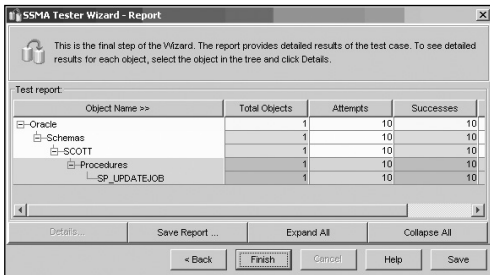 SSMA Tester Wizard - Report
This is the final step of the Wizard. The report provides detailed results of the test case. To see detailed
results for each object, select the object in the tree and click Details.
Test report:
Object Name >> Total Objects Attempts Successes
Oracle 1 10 10
Schemas 1 10 10
SCOTT 1 10 10
Procedures 1 10 10
SP_UPDATEJOB 1 10 10
Details... Save Report ... Expand All Collapse All
< Back Finish Cancel Help Save